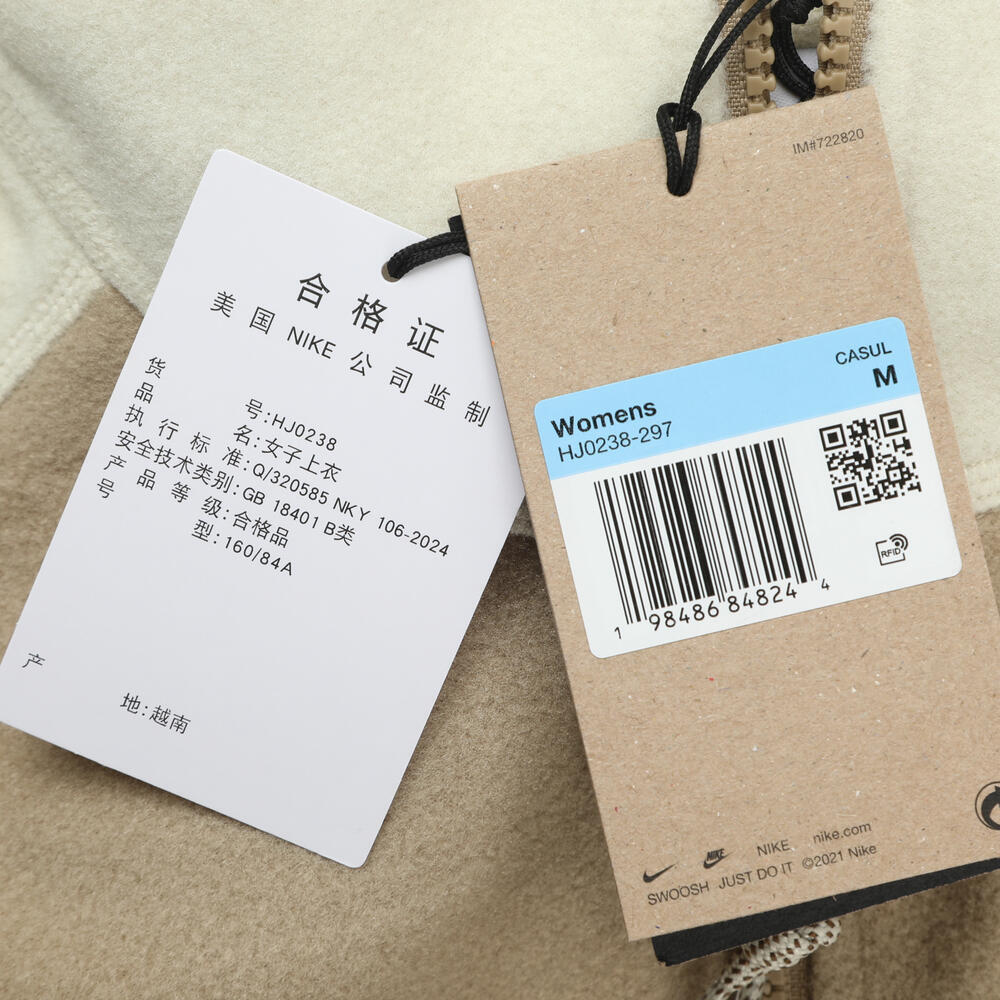 合格证
美国 NIKE 公司监制
货号:HJ0238
品名:女子上衣
执行标准:Q/320585 NKY 106-2024
安全技术类别:GB 18401 B类
产品等级:合格品
号型:160/84A
产地:越南
IM#722820
CASUL
M
Womens
HJ0238-297
1 98486 84824 4
RFID
NIKE NIKE nike.com
SWOOSH JUST DO IT ©2021 Nike